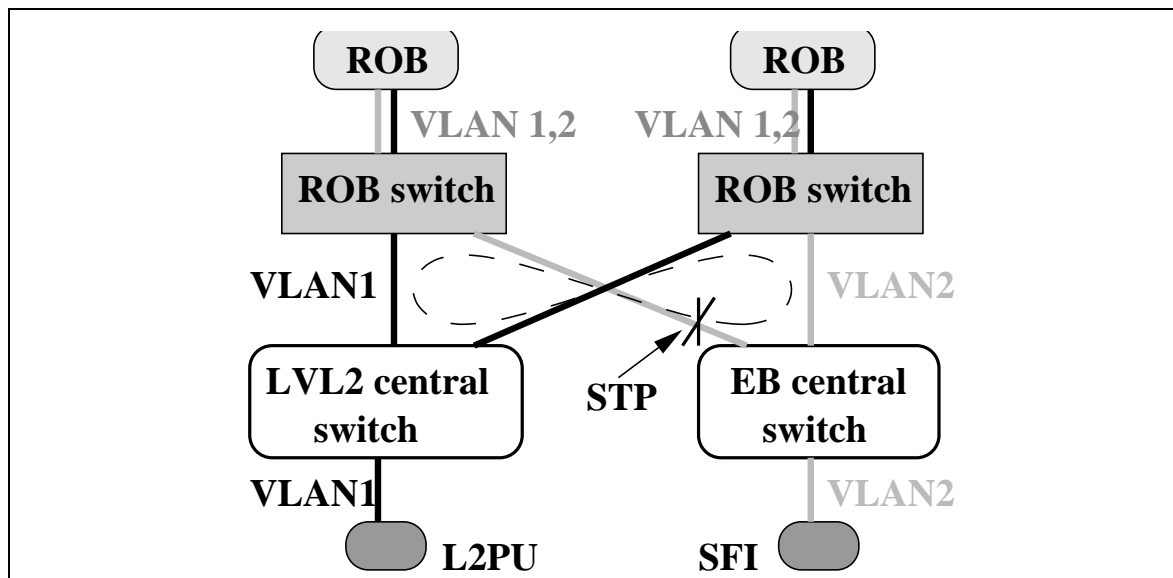 ROB
ROB
VLAN 1,2
VLAN 1,2
ROB switch
ROB switch
VLAN1
VLAN2
LVL2 central
switch
STP
EB central
switch
VLAN1
VLAN2
L2PU
SFI